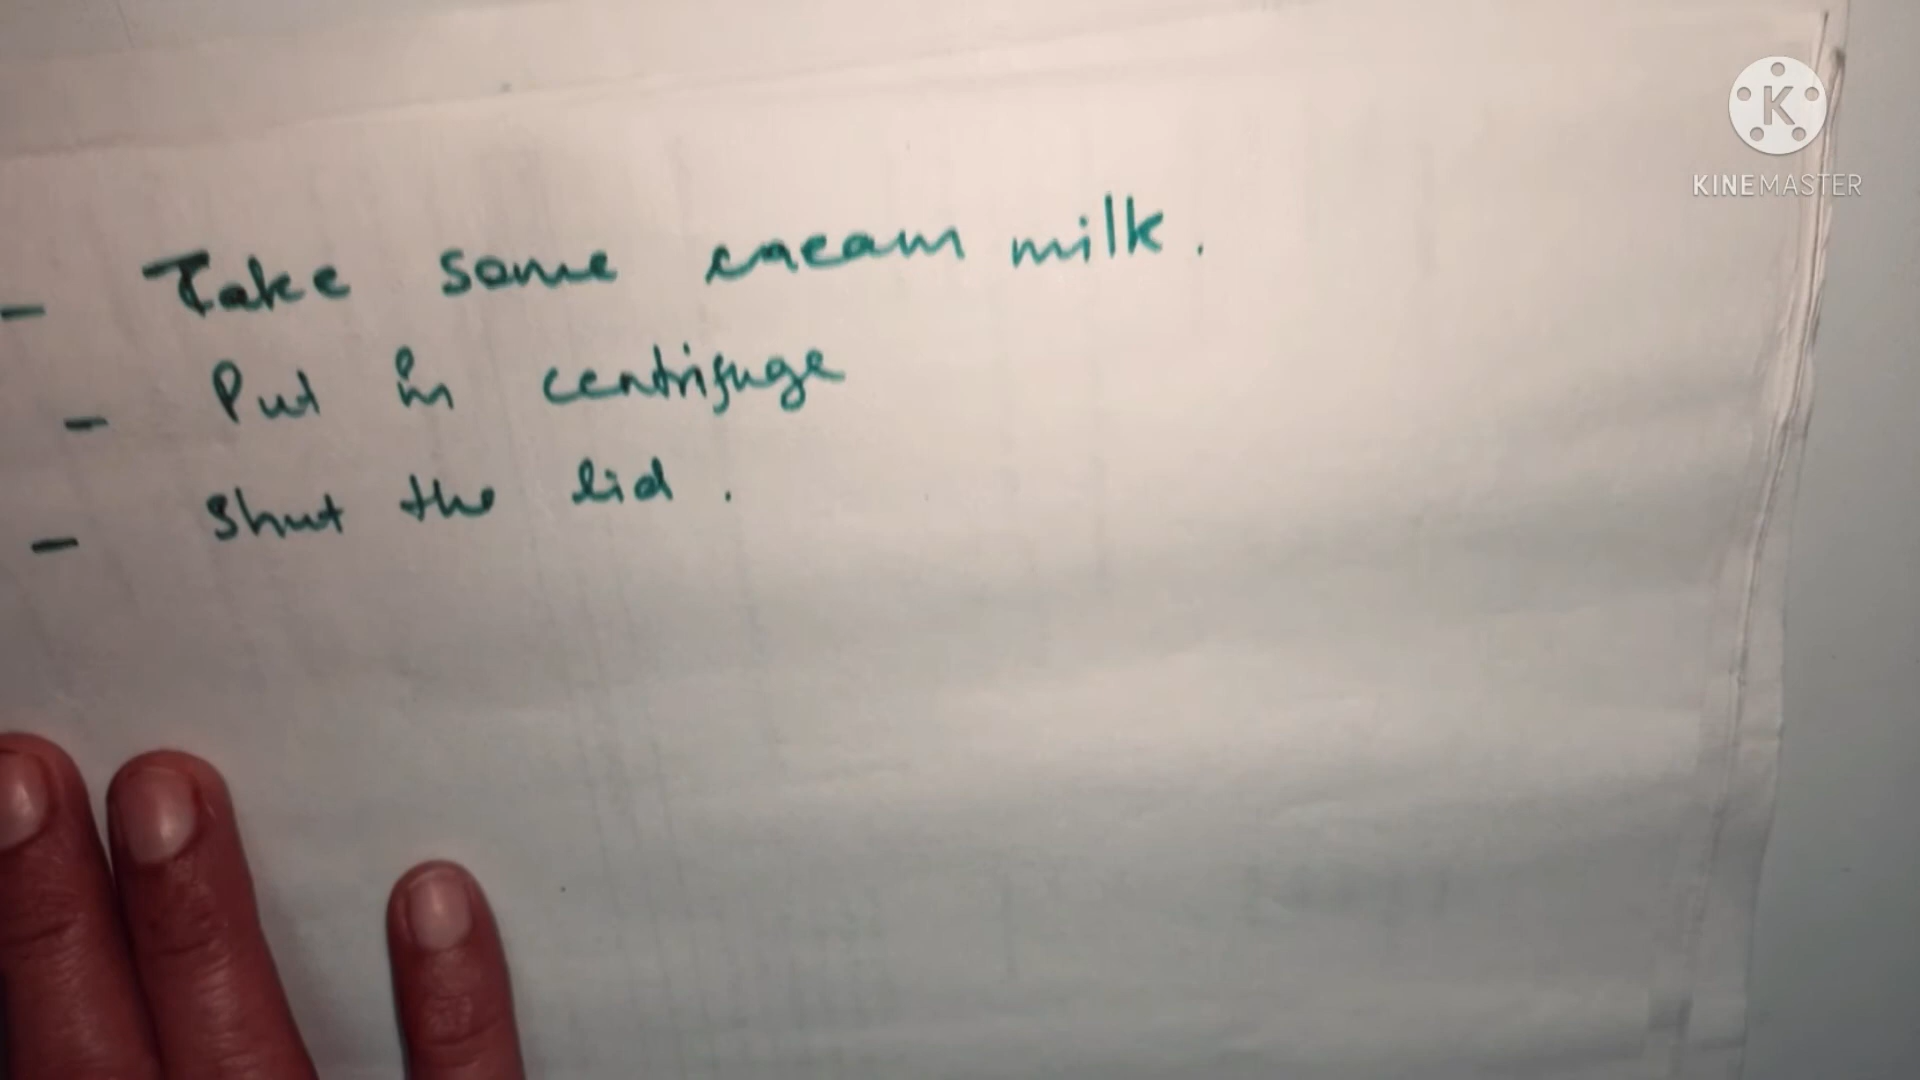 - Take some cream milk.
- Put in centrifuge
- Shut the lid.
K
KINEMASTER